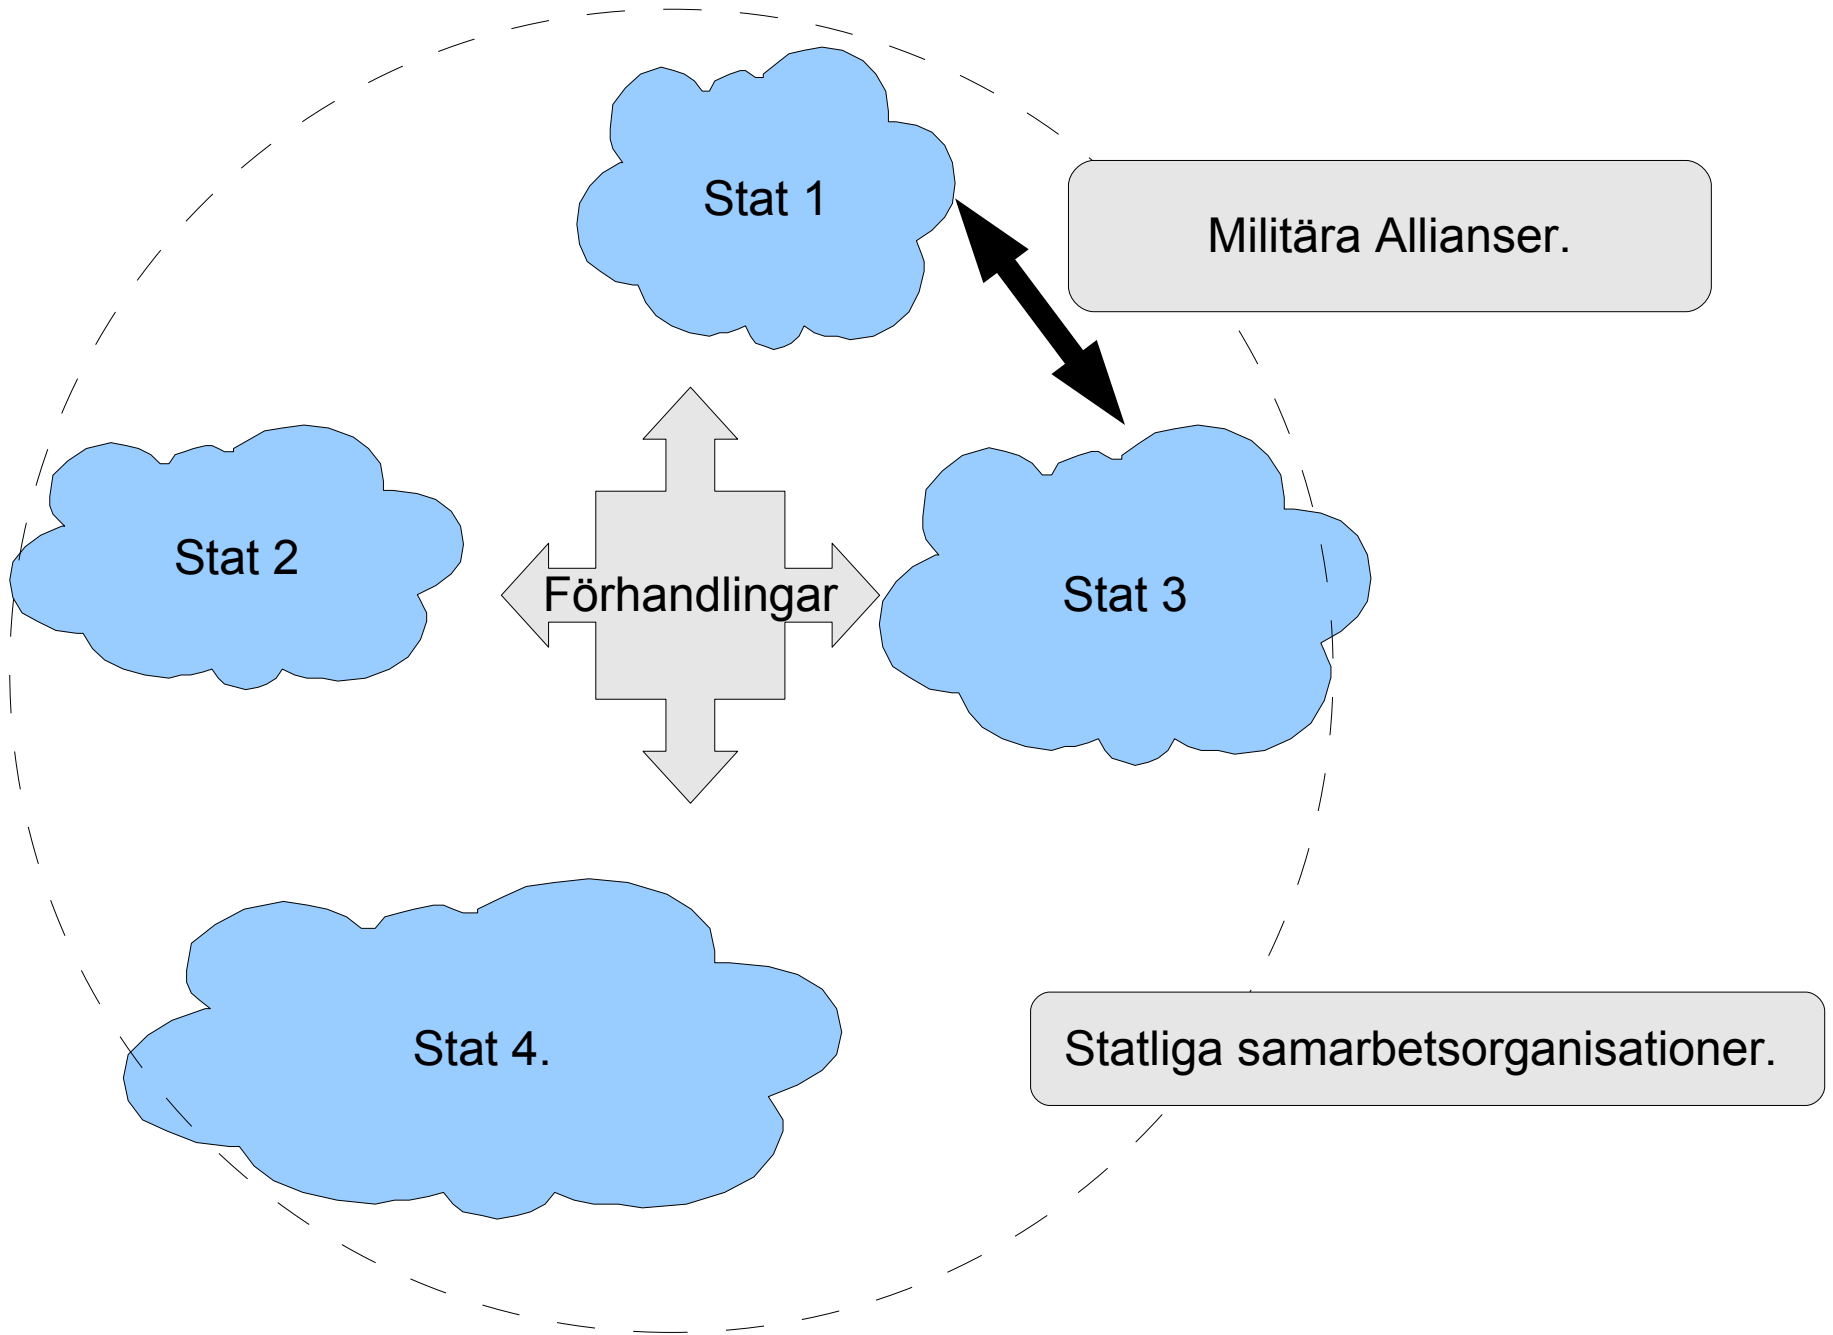 Stat 1
Militära Allianser.
Stat 2
Förhandlingar
Stat 3
Stat 4.
Statliga samarbetsorganisationer.